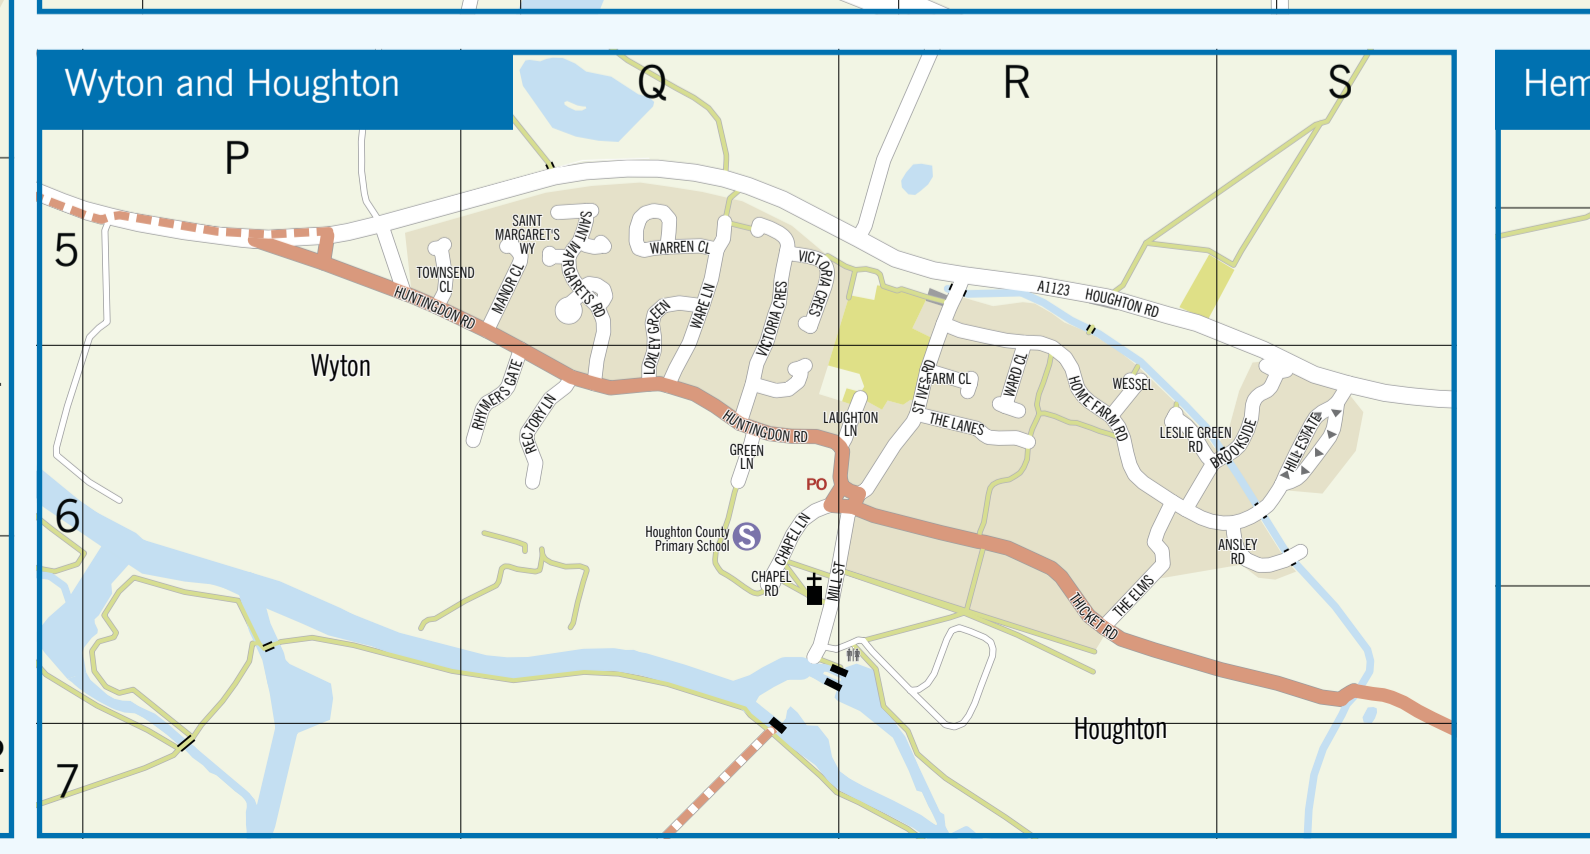 Wyton and Houghton
Hem
P
Q
R
S
5
6
7
2
SAINT
MARGARET'S
WY
SAINT MARGARETS RD
WARREN CL
VICTORIA CRES
TOWNSEND
CL
MANOR CL
HUNTINGDON RD
LOXLEY GREEN
WARE LN
VICTORIA CRES
A1123 HOUGHTON RD
Wyton
RHYMERS GATE
RECTORY LN
HUNTINGDON RD
LAUGHTON
LN
GREEN
LN
ST IVES RD
FARM CL
WARD CL
THE LANES
HOME FARM RD
WESSEL
LESLIE GREEN
RD
BROOKSIDE
HILL ESTATE
PO
Houghton County
Primary School
S
CHAPEL LN
CHAPEL
RD
MILL ST
ANSLEY
RD
THE ELMS
THICKET RD
Houghton